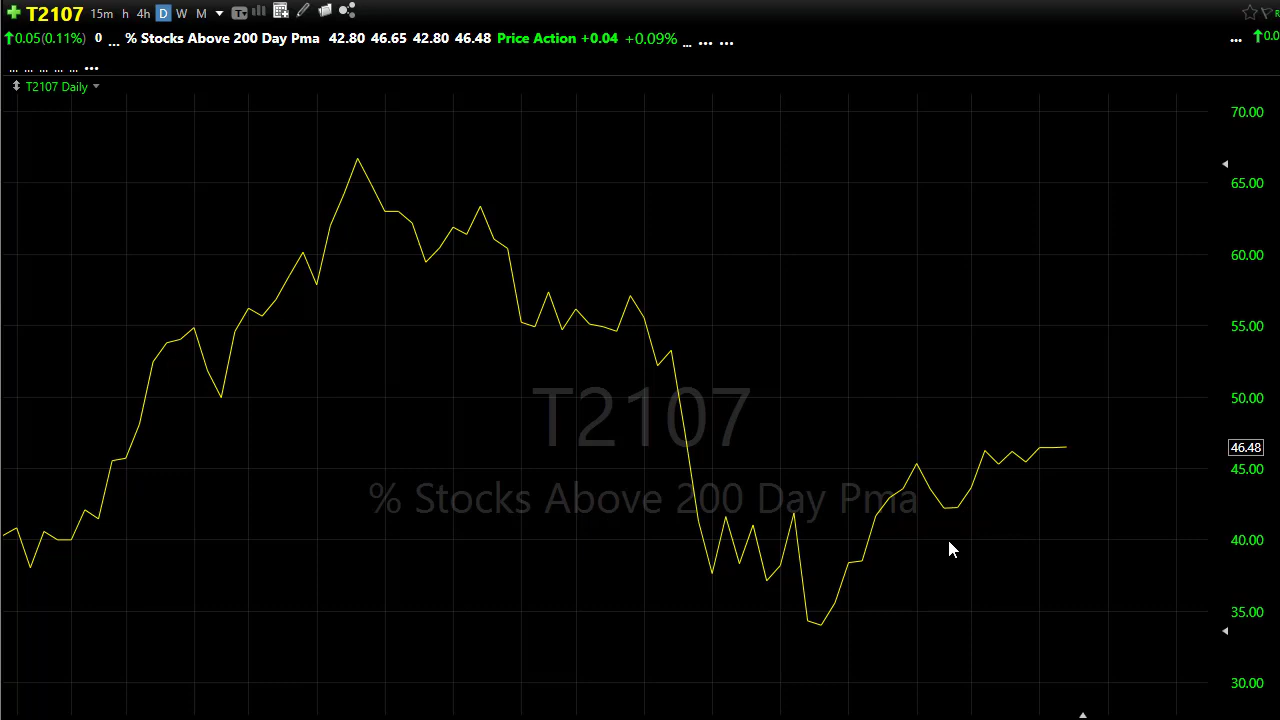 T2107 15m h 4h D W M T R
0.05(0.11%) 0 ... % Stocks Above 200 Day Pma 42.80 46.65 42.80 46.48 Price Action +0.04 +0.09% ... ... ... ... 0.0
... ... ... ... ... ...
T2107 Daily
70.00
65.00
60.00
55.00
50.00
T2107
46.48
45.00
% Stocks Above 200 Day Pma
40.00
35.00
30.00